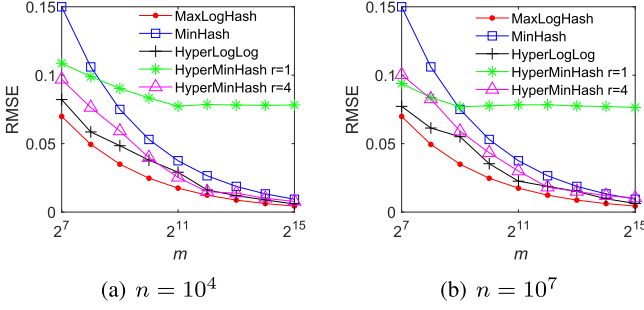 0.15
0.1
0.05
0
RMSE
MaxLogHash
MinHash
HyperLogLog
HyperMinHash r=1
HyperMinHash r=4
2^7 2^11 2^15
m
(a) n = 10^4
0.15
0.1
0.05
0
RMSE
MaxLogHash
MinHash
HyperLogLog
HyperMinHash r=1
HyperMinHash r=4
2^7 2^11 2^15
m
(b) n = 10^7